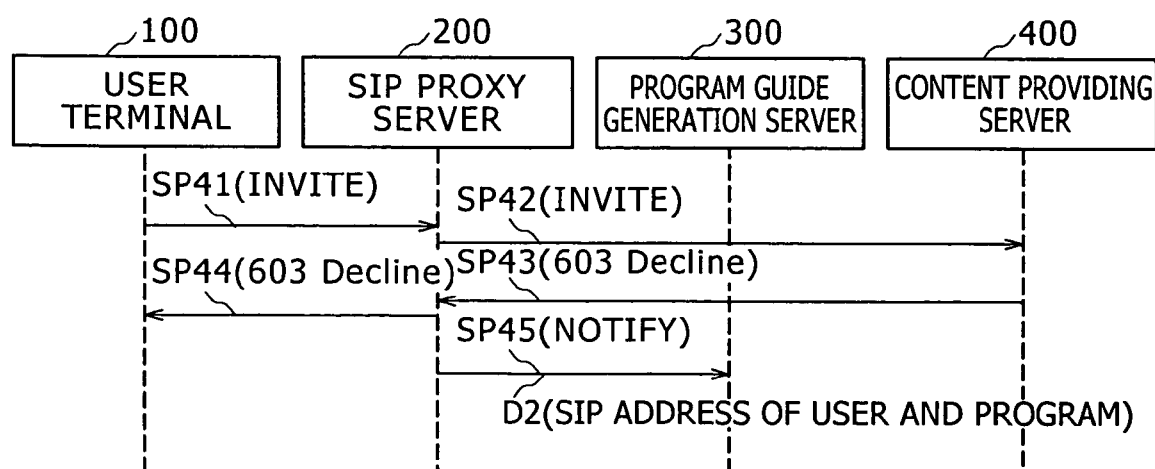 100
200
300
400
USER
TERMINAL
SIP PROXY
SERVER
PROGRAM GUIDE
GENERATION SERVER
CONTENT PROVIDING
SERVER
SP41(INVITE)
SP42(INVITE)
SP43(603 Decline)
SP44(603 Decline)
SP45(NOTIFY)
D2(SIP ADDRESS OF USER AND PROGRAM)